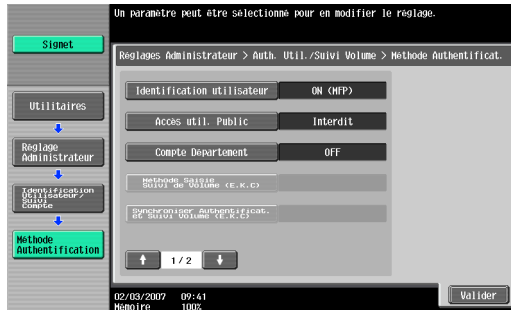 Un paramètre peut être sélectionné pour en modifier le réglage.
Signet
Réglages Administrateur > Auth. Util./Suivi Volume > Méthode Authentificat.
Identification utilisateur
ON (MFP)
Utilitaires
Accès util. Public
Interdit
Réglage
Administrateur
Compte Département
OFF
Méthode Saisie
Suivi de Volume (E.K.C)
Identification
Utilisateur/
Suivi
Compte
Synchroniser Authentificat.
et Suivi Volume (E.K.C)
Méthode
Authentification
1/2
02/03/2007 09:41
Mémoire 100%
Valider